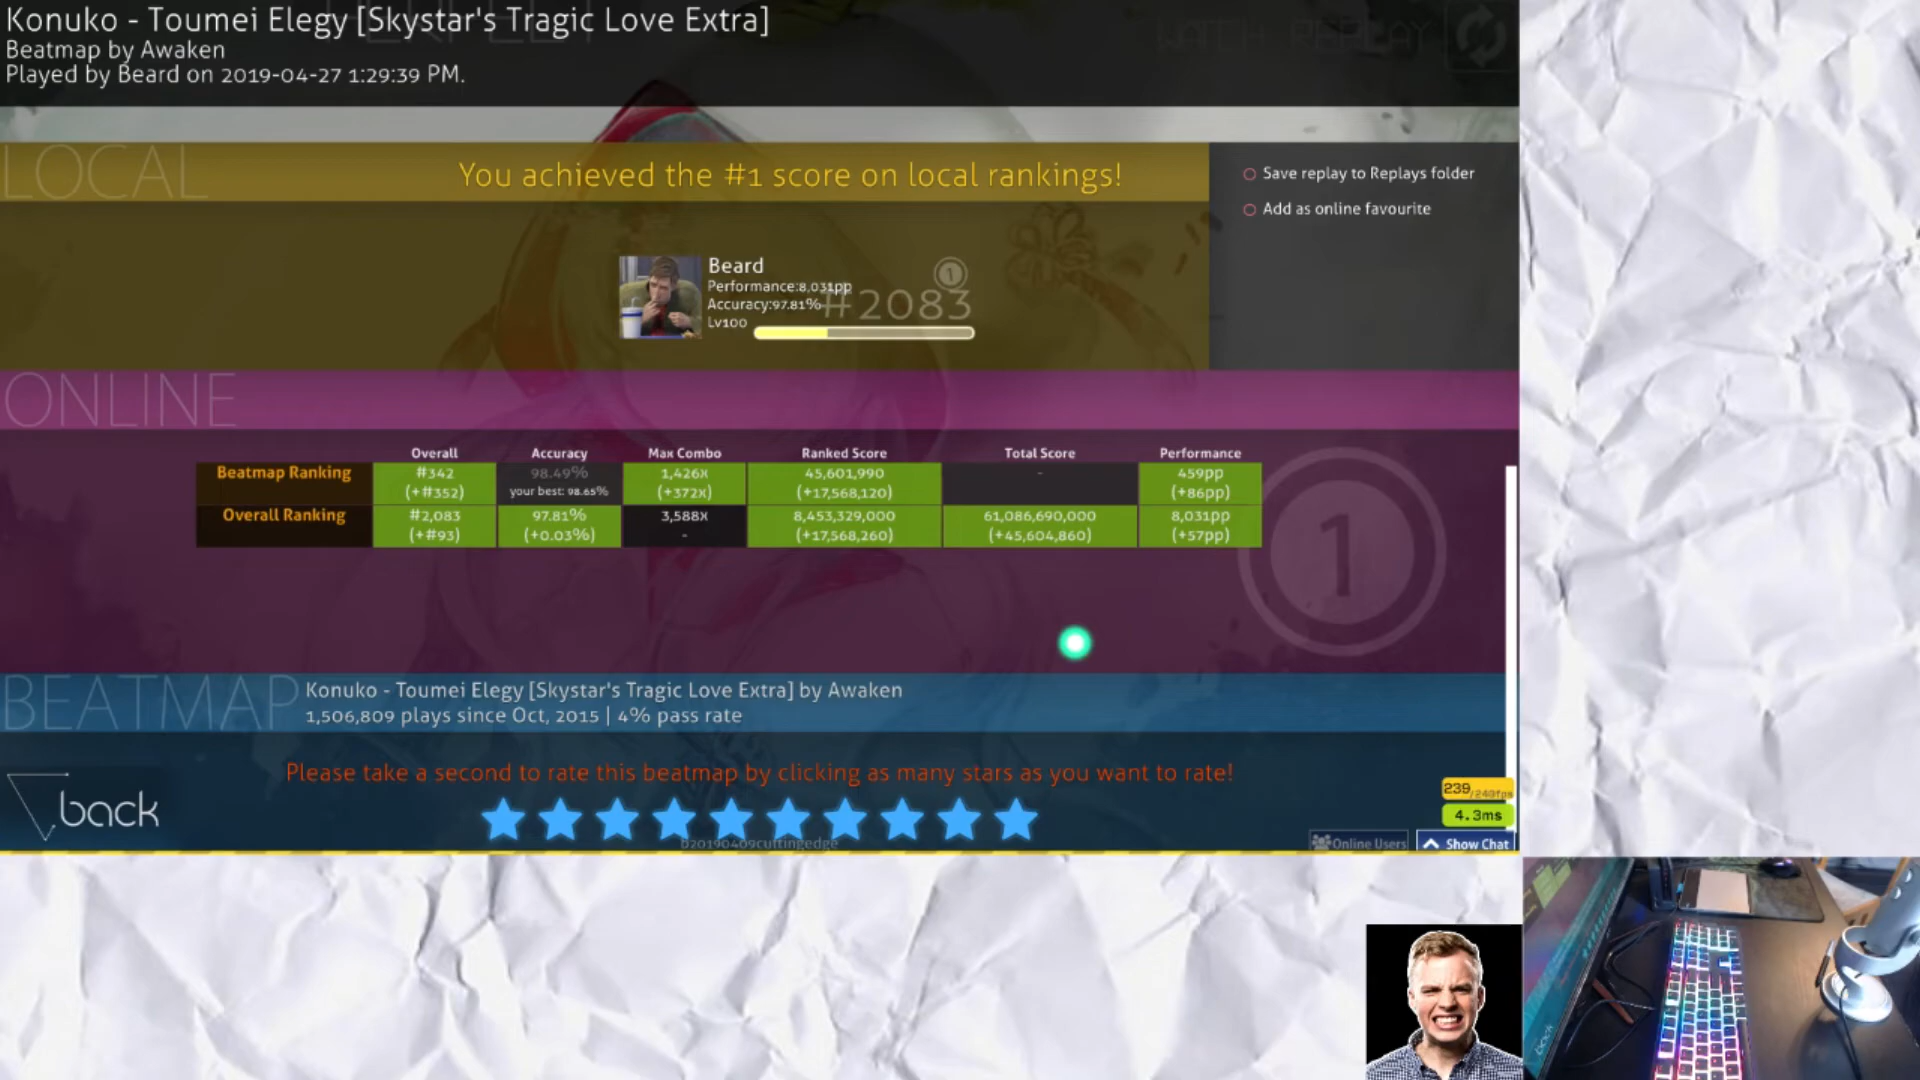 Konuko - Toumei Elegy [Skystar's Tragic Love Extra]
Beatmap by Awaken
Played by Beard on 2019-04-27 1:29:39 PM.
WATCH REPLAY
LOCAL
You achieved the #1 score on local rankings!
Save replay to Replays folder
Add as online favourite
Beard
Performance:8,031pp
Accuracy:97.81%
Lv100
#2083
1
ONLINE
Overall Accuracy Max Combo Ranked Score Total Score Performance
Beatmap Ranking #342 98.49% 1,426x 45,601,990 - 459pp
(+#352) your best: 98.65% (+372x) (+17,568,120) (+86pp)
Overall Ranking #2,083 97.81% 3,588x 8,453,329,000 61,086,690,000 8,031pp
(+#93) (+0.03%) - (+17,568,260) (+45,604,860) (+57pp)
1
BEATMAP
Konuko - Toumei Elegy [Skystar's Tragic Love Extra] by Awaken
1,506,809 plays since Oct, 2015 | 4% pass rate
Please take a second to rate this beatmap by clicking as many stars as you want to rate!
back
239/240fps
4.3ms
b20190409cuttingedge
Online Users
Show Chat
back